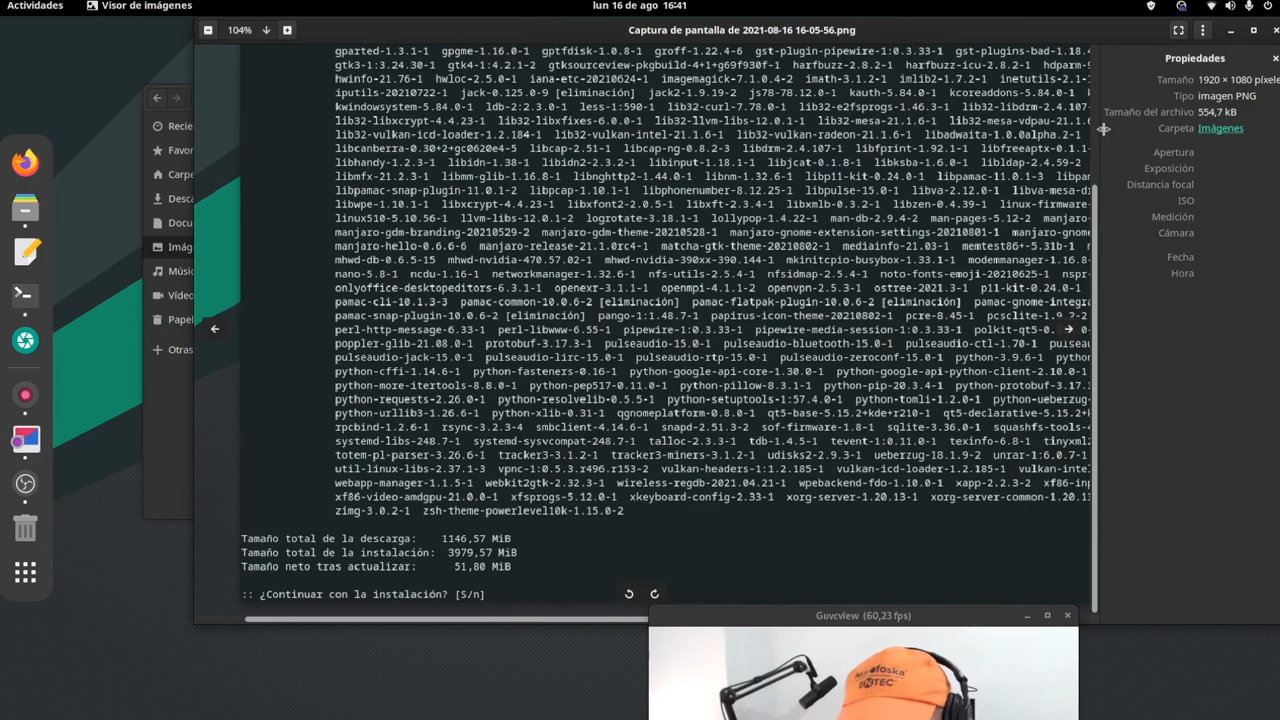 Actividades Visor de imágenes lun 16 de ago 16:41
104% Captura de pantalla de 2021-08-16 16-05-56.png
gparted-1.3.1-1 gpgme-1.16.0-1 gptfdisk-1.0.8-1 groff-1.22.4-6 gst-plugin-pipewire-1:0.3.33-1 gst-plugins-bad-1.18.4
gtk3-1:3.24.30-1 gtk4-1:4.2.1-2 gtksourceview-pkgbuild-4+1+g69f930f-1 harfbuzz-2.8.2-1 harfbuzz-icu-2.8.2-1 hdparm-9
hwinfo-21.76-1 hwloc-2.5.0-1 iana-etc-20210624-1 imagemagick-7.1.0.4-2 imath-3.1.2-1 imlib2-1.7.2-1 inetutils-2.1-1
iputils-20210722-1 jack-0.125.0-9 [eliminación] jack2-1.9.19-2 js78-78.12.0-1 kauth-5.84.0-1 kcoreaddons-5.84.0-1
kwindowsystem-5.84.0-1 ldb-2:2.3.0-1 less-1:590-1 lib32-curl-7.78.0-1 lib32-e2fsprogs-1.46.3-1 lib32-libdrm-2.4.107-
lib32-libxcrypt-4.4.23-1 lib32-libxfixes-6.0.0-1 lib32-llvm-libs-12.0.1-1 lib32-mesa-21.1.6-1 lib32-mesa-vdpau-21.1.6-
lib32-vulkan-icd-loader-1.2.184-1 lib32-vulkan-intel-21.1.6-1 lib32-vulkan-radeon-21.1.6-1 libadwaita-1.0.0alpha.2-1
libcanberra-0.30+2+gc0620e4-5 libcap-2.51-1 libcap-ng-0.8.2-3 libdrm-2.4.107-1 libfprint-1.92.1-1 libfreeaptx-0.1.1-
libhandy-1.2.3-1 libidn-1.38-1 libidn2-2.3.2-1 libinput-1.18.1-1 libjcat-0.1.8-1 libksba-1.6.0-1 libldap-2.4.59-2
libmfx-21.2.3-1 libmm-glib-1.16.8-1 libnghttp2-1.44.0-1 libnm-1.32.6-1 libp11-kit-0.24.0-1 libpamac-11.0.1-3 libpamac
libpamac-snap-plugin-11.0.1-2 libpcap-1.10.1-1 libphonenumber-8.12.25-1 libpulse-15.0-1 libva-2.12.0-1 libva-mesa-dr
libwpe-1.10.1-1 libxcrypt-4.4.23-1 libxfont2-2.0.5-1 libxft-2.3.4-1 libxmlb-0.3.2-1 libzen-0.4.39-1 linux-firmware-
linux510-5.10.56-1 llvm-libs-12.0.1-2 logrotate-3.18.1-1 lollypop-1.4.22-1 man-db-2.9.4-2 man-pages-5.12-2 manjaro-
manjaro-gdm-branding-20210529-2 manjaro-gdm-theme-20210528-1 manjaro-gnome-extension-settings-20210801-1 manjaro-gnome
manjaro-hello-0.6.6-6 manjaro-release-21.1.0rc4-1 matcha-gtk-theme-20210802-1 mediainfo-21.03-1 memtest86+-5.31b-1
mhwd-db-0.6.5-15 mhwd-nvidia-470.57.02-1 mhwd-nvidia-390xx-390.144-1 mkinitcpio-busybox-1.33.1-1 modemmanager-1.16.8-
nano-5.8-1 ncdu-1.16-1 networkmanager-1.32.6-1 nfs-utils-2.5.4-1 nfsidmap-2.5.4-1 noto-fonts-emoji-20210625-1 nspr-
onlyoffice-desktopeditors-6.3.1-1 openexr-3.1.1-1 openmpi-4.1.1-2 openvpn-2.5.3-1 ostree-2021.3-1 p11-kit-0.24.0-1
pamac-cli-10.1.3-3 pamac-common-10.0.6-2 [eliminación] pamac-flatpak-plugin-10.0.6-2 [eliminación] pamac-gnome-integra
pamac-snap-plugin-10.0.6-2 [eliminación] pango-1:1.48.7-1 papirus-icon-theme-20210802-1 pcre-8.45-1 pcsclite-1.9.
perl-http-message-6.33-1 perl-libwww-6.55-1 pipewire-1:0.3.33-1 pipewire-media-session-1:0.3.33-1 polkit-qt5-0.
poppler-glib-21.08.0-1 protobuf-3.17.3-1 pulseaudio-15.0-1 pulseaudio-bluetooth-15.0-1 pulseaudio-ctl-1.70-1 pulsea
pulseaudio-jack-15.0-1 pulseaudio-lirc-15.0-1 pulseaudio-rtp-15.0-1 pulseaudio-zeroconf-15.0-1 python-3.9.6-1 python
python-cffi-1.14.6-1 python-fasteners-0.16-1 python-google-api-core-1.30.0-1 python-google-api-python-client-2.10.0-1
python-more-itertools-8.8.0-1 python-pep517-0.11.0-1 python-pillow-8.3.1-1 python-pip-20.3.4-1 python-protobuf-3.17.3
python-requests-2.26.0-1 python-resolvelib-0.5.5-1 python-setuptools-1:57.4.0-1 python-tomli-1.2.0-1 python-ueberzug-
python-urllib3-1.26.6-1 python-xlib-0.31-1 qgnomeplatform-0.8.0-1 qt5-base-5.15.2+kde+r210-1 qt5-declarative-5.15.2+
rpcbind-1.2.6-1 rsync-3.2.3-4 smbclient-4.14.6-1 snapd-2.51.3-2 sof-firmware-1.8-1 sqlite-3.36.0-1 squashfs-tools-
systemd-libs-248.7-1 systemd-sysvcompat-248.7-1 talloc-2.3.3-1 tdb-1.4.5-1 tevent-1:0.11.0-1 texinfo-6.8-1 tinyxml2
totem-pl-parser-3.26.6-1 tracker3-3.1.2-1 tracker3-miners-3.1.2-1 udisks2-2.9.3-1 ueberzug-18.1.9-2 unrar-1:6.0.7-
util-linux-libs-2.37.1-3 vpnc-1:0.5.3.r496.r153-2 vulkan-headers-1:1.2.185-1 vulkan-icd-loader-1.2.185-1 vulkan-inte
webapp-manager-1.1.5-1 webkit2gtk-2.32.3-1 wireless-regdb-2021.04.21-1 wpebackend-fdo-1.10.0-1 xapp-2.2.3-2 xf86-inp
xf86-video-amdgpu-21.0.0-1 xfsprogs-5.12.0-1 xkeyboard-config-2.33-1 xorg-server-1.20.13-1 xorg-server-common-1.20.13
zimg-3.0.2-1 zsh-theme-powerlevel10k-1.15.0-2
Tamaño total de la descarga: 1146,57 MiB
Tamaño total de la instalación: 3979,57 MiB
Tamaño neto tras actualizar: 51,80 MiB
:: ¿Continuar con la instalación? [S/n]
Propiedades
Tamaño 1920 × 1080 píxele
Tipo imagen PNG
Tamaño del archivo 554,7 kB
Carpeta Imágenes
Apertura
Exposición
Distancia focal
ISO
Medición
Cámara
Fecha
Hora
Recie
Favor
Carpe
Desca
Docu
Imág
Músic
Vídeo
Papel
Otras
Guvcview (60,23 fps)
ENTEC